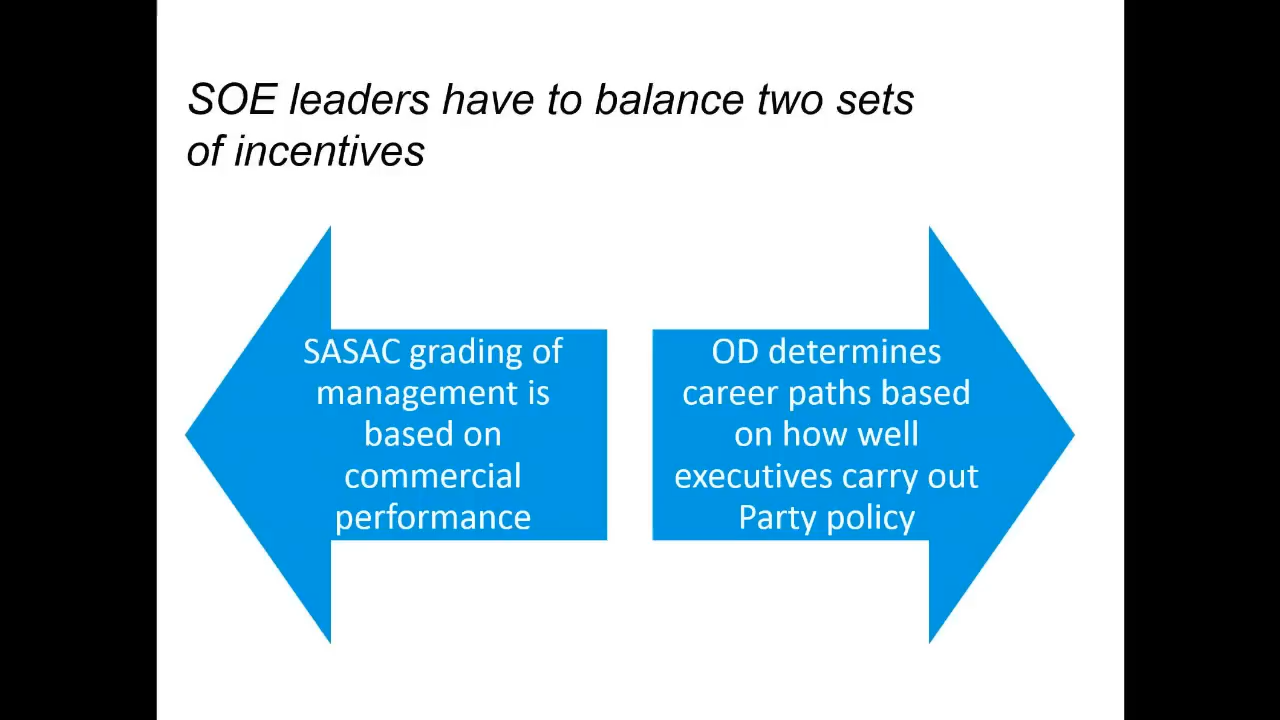 SOE leaders have to balance two sets
of incentives
SASAC grading of
management is
based on
commercial
performance
OD determines
career paths based
on how well
executives carry out
Party policy